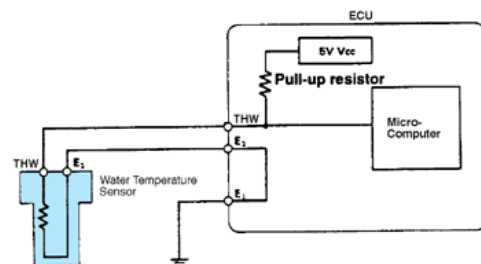 ECU
5V Vcc
Pull-up resistor
Micro-
Computer
THW
E₂
THW
E₂
Water Temperature
Sensor
E₁